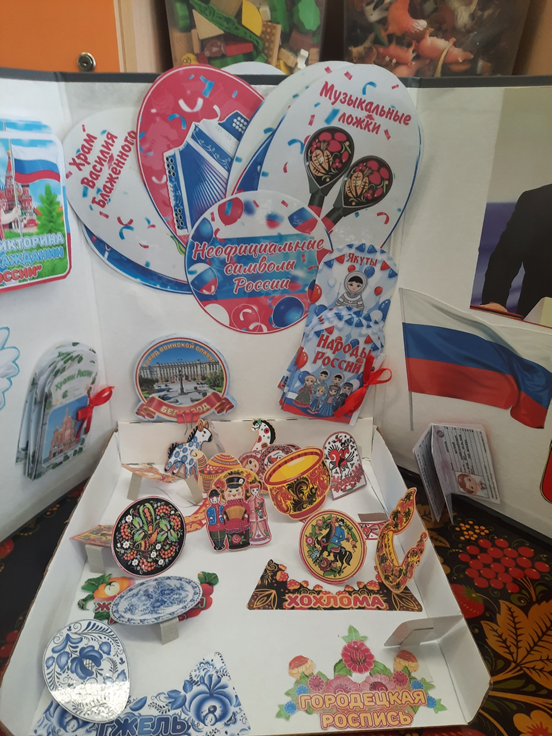 Храм
Василия
Блаженного
Музыкальные
ложки
Неофициальные
символы
России
ВИКТОРИНА
РОССИИ"
ЯКУТЫ
НАРОДЫ
РОССИИ
БЕЛГОРОД
ХОХЛОМА
ГОРОДЕЦКАЯ
РОСПИСЬ
ГЖЕЛЬ